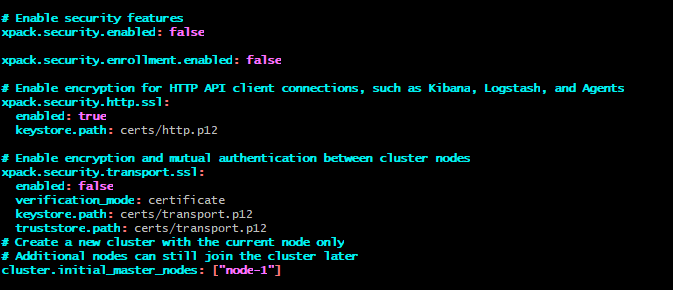 # Enable security features
xpack.security.enabled: false
xpack.security.enrollment.enabled: false
# Enable encryption for HTTP API client connections, such as Kibana, Logstash, and Agents
xpack.security.http.ssl:
  enabled: true
  keystore.path: certs/http.p12
# Enable encryption and mutual authentication between cluster nodes
xpack.security.transport.ssl:
  enabled: false
  verification_mode: certificate
  keystore.path: certs/transport.p12
  truststore.path: certs/transport.p12
# Create a new cluster with the current node only
# Additional nodes can still join the cluster later
cluster.initial_master_nodes: ["node-1"]